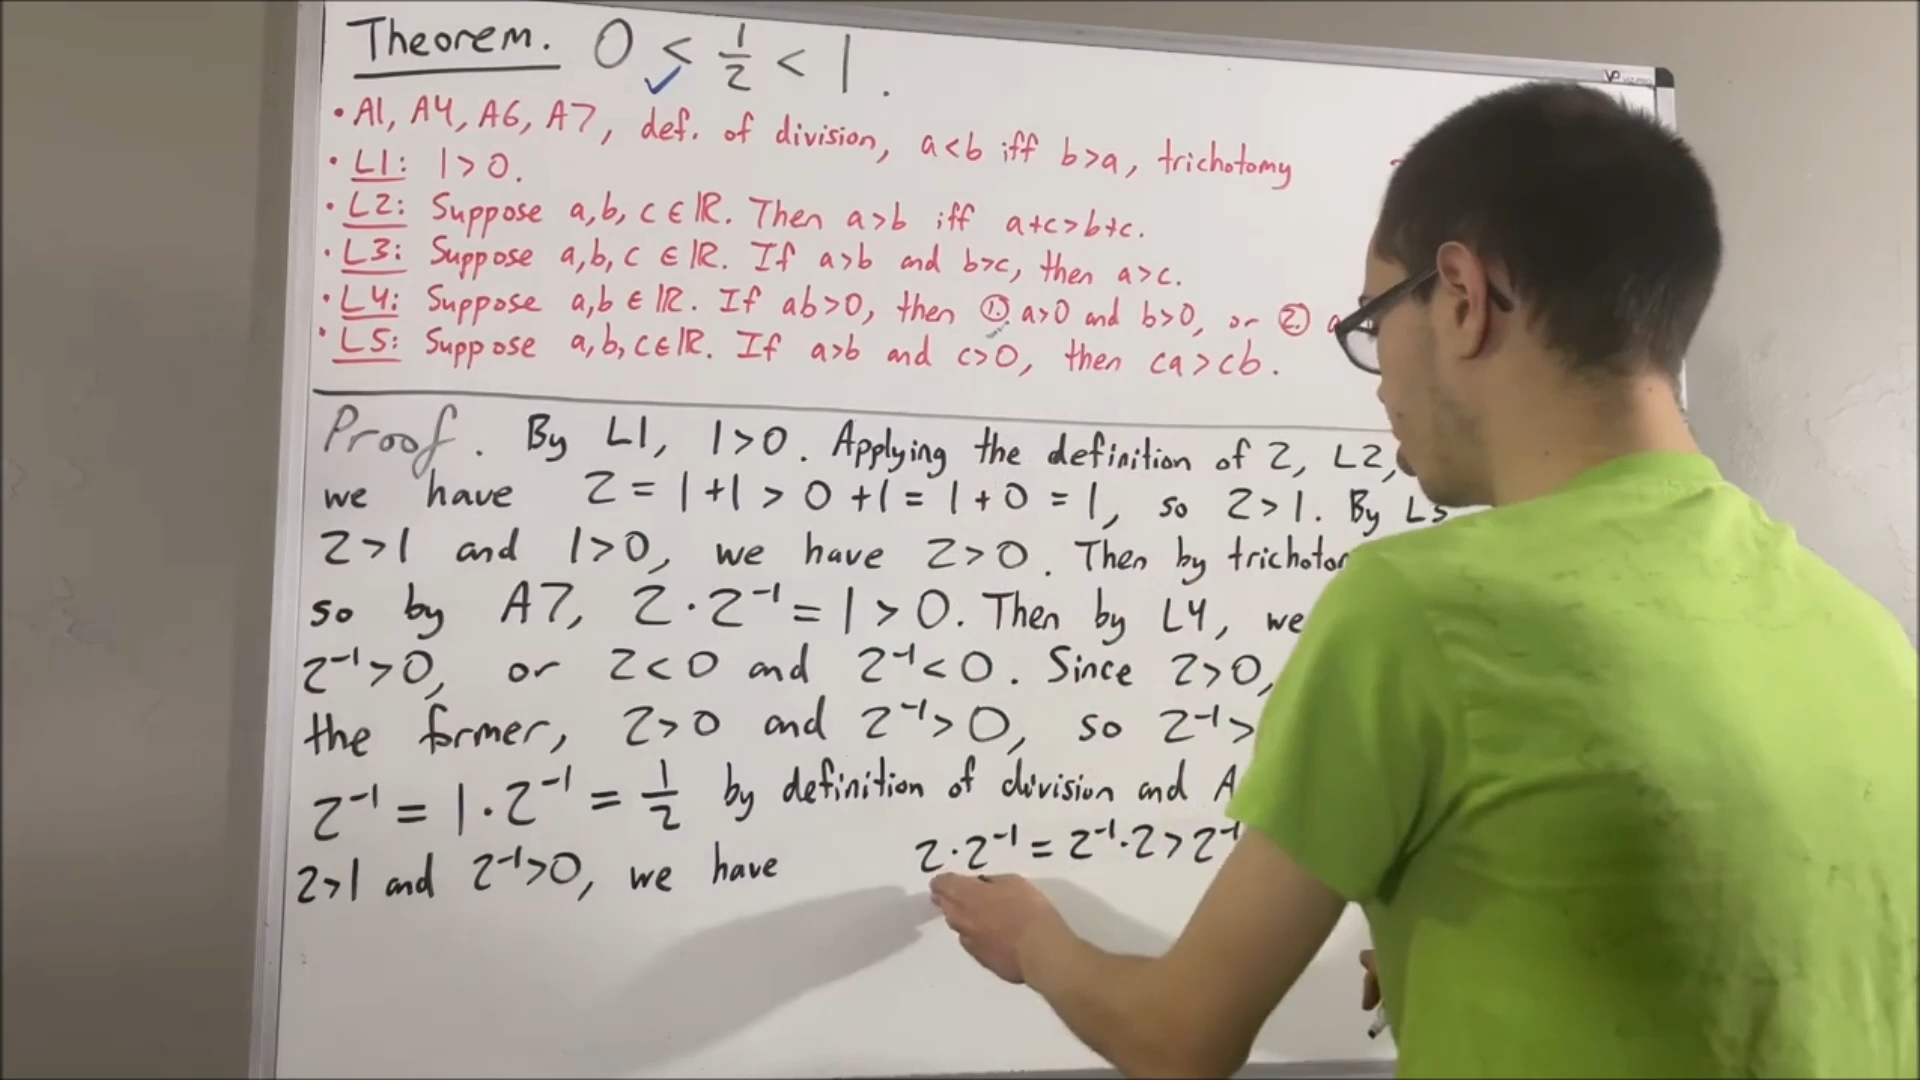 Theorem. 0 < 1/2 < 1.
• A1, A4, A6, A7, def. of division, a<b iff b>a, trichotomy
• L1: 1>0.
• L2: Suppose a,b,c∈ℝ. Then a>b iff a+c>b+c.
• L3: Suppose a,b,c ∈ℝ. If a>b and b>c, then a>c.
• L4: Suppose a,b∈ℝ. If ab>0, then ① a>0 and b>0, or ②
• L5: Suppose a,b,c∈ℝ. If a>b and c>0, then ca>cb.
Proof. By L1, 1>0. Applying the definition of 2, L2,
we have 2=1+1>0+1=1+0=1, so 2>1. By
2>1 and 1>0, we have 2>0. Then by
so by A7, 2·2⁻¹=1>0. Then by L4, we
2⁻¹>0, or 2<0 and 2⁻¹<0. Since 2>0,
the former, 2>0 and 2⁻¹>0, so 2⁻¹>
2⁻¹ = 1·2⁻¹ = 1/2 by definition of division and
2>1 and 2⁻¹>0, we have 2·2⁻¹=2⁻¹·2>2⁻¹